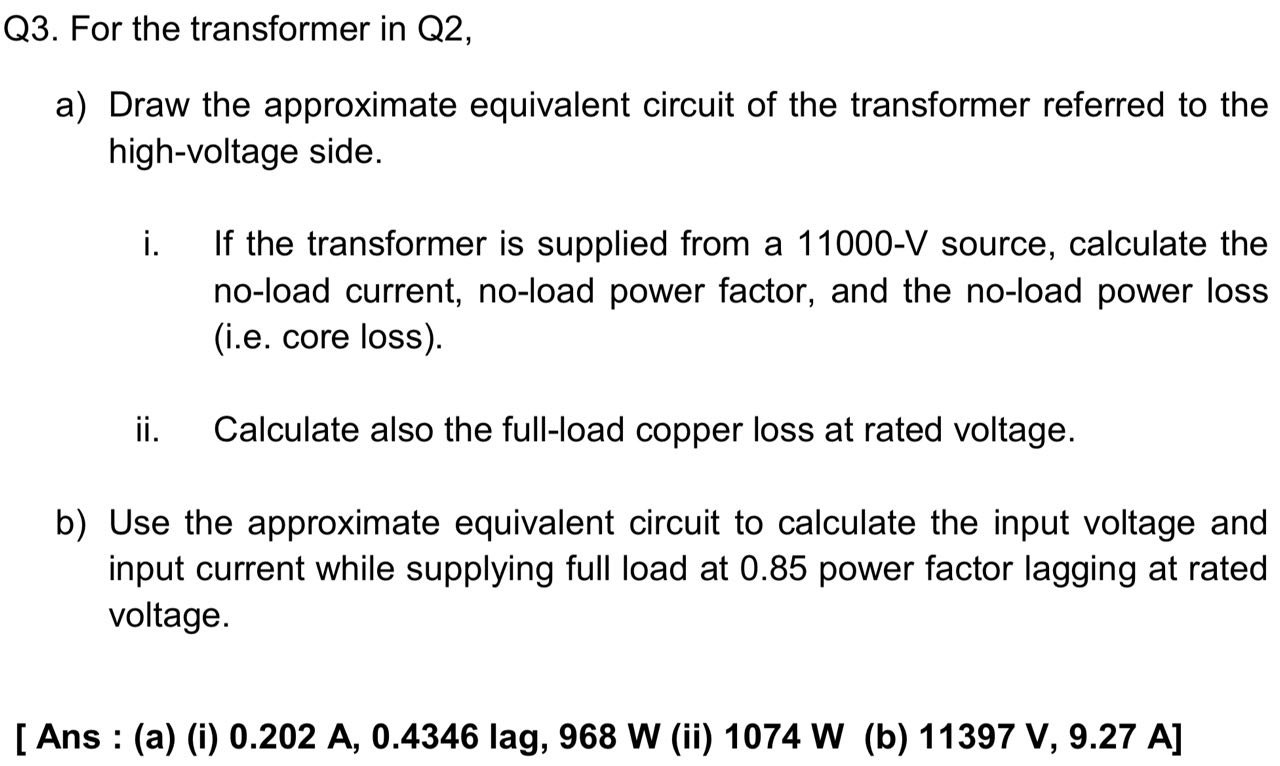 Q3. For the transformer in Q2,
a) Draw the approximate equivalent circuit of the transformer referred to the
high-voltage side.
i. If the transformer is supplied from a 11000-V source, calculate the
no-load current, no-load power factor, and the no-load power loss
(i.e. core loss).
ii. Calculate also the full-load copper loss at rated voltage.
b) Use the approximate equivalent circuit to calculate the input voltage and
input current while supplying full load at 0.85 power factor lagging at rated
voltage.
[ Ans : (a) (i) 0.202 A, 0.4346 lag, 968 W (ii) 1074 W (b) 11397 V, 9.27 A]